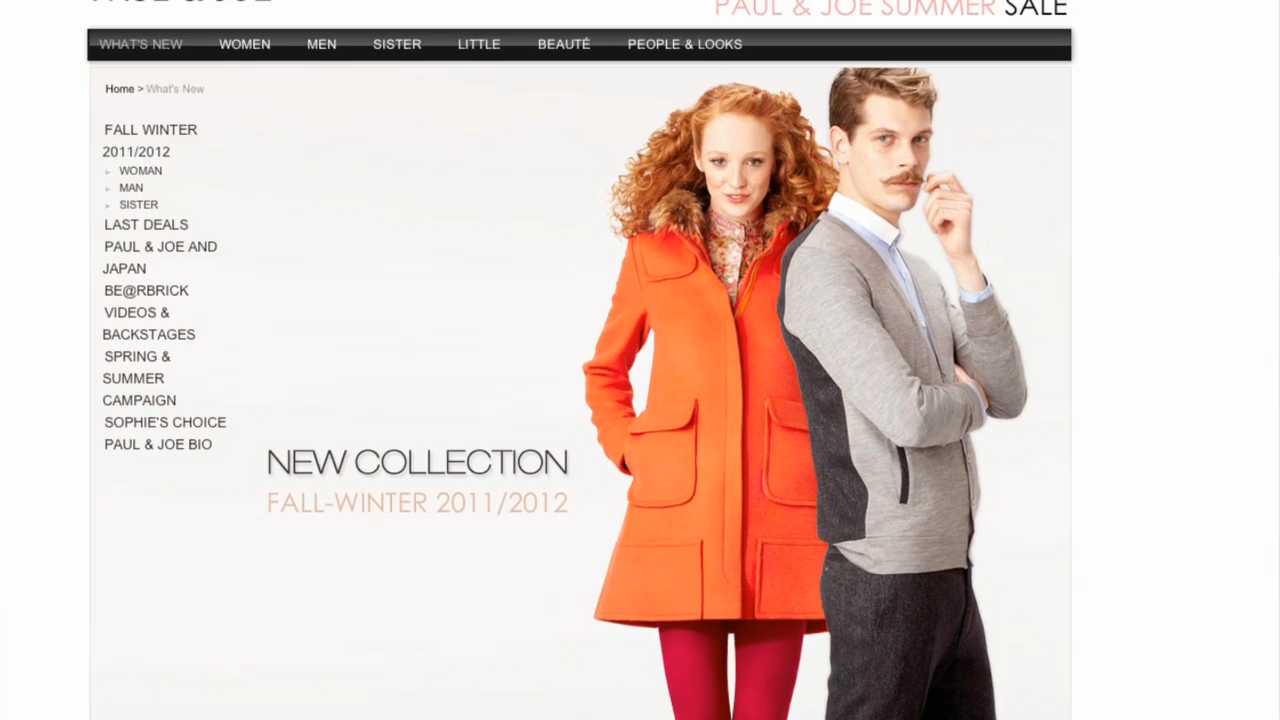 PAUL & JOE SUMMER SALE
WHAT'S NEW WOMEN MEN SISTER LITTLE BEAUTÉ PEOPLE & LOOKS
Home > What's New
FALL WINTER
2011/2012
WOMAN
MAN
SISTER
LAST DEALS
PAUL & JOE AND
JAPAN
BE@RBRICK
VIDEOS &
BACKSTAGES
SPRING &
SUMMER
CAMPAIGN
SOPHIE'S CHOICE
PAUL & JOE BIO
NEW COLLECTION
FALL-WINTER 2011/2012